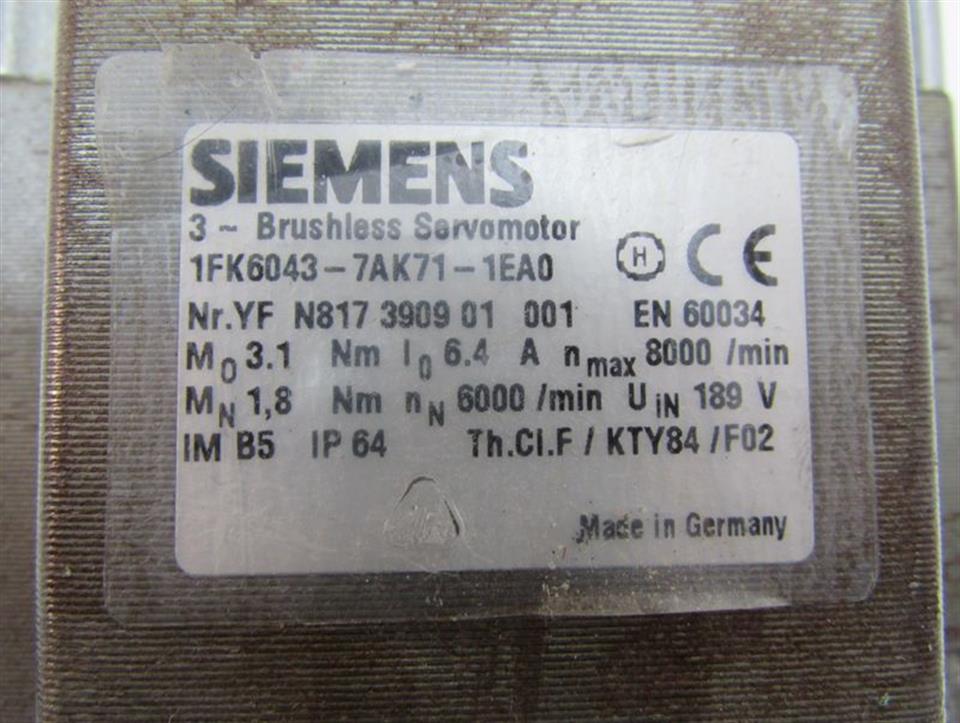 SIEMENS
3 ~ Brushless Servomotor
1FK6043-7AK71-1EA0 H CE
Nr.YF N817 3909 01 001 EN 60034
M0 3.1 Nm I0 6.4 A nmax 8000 /min
MN 1,8 Nm nN 6000 /min UiN 189 V
IM B5 IP 64 Th.Cl.F / KTY84 /F02
Made in Germany